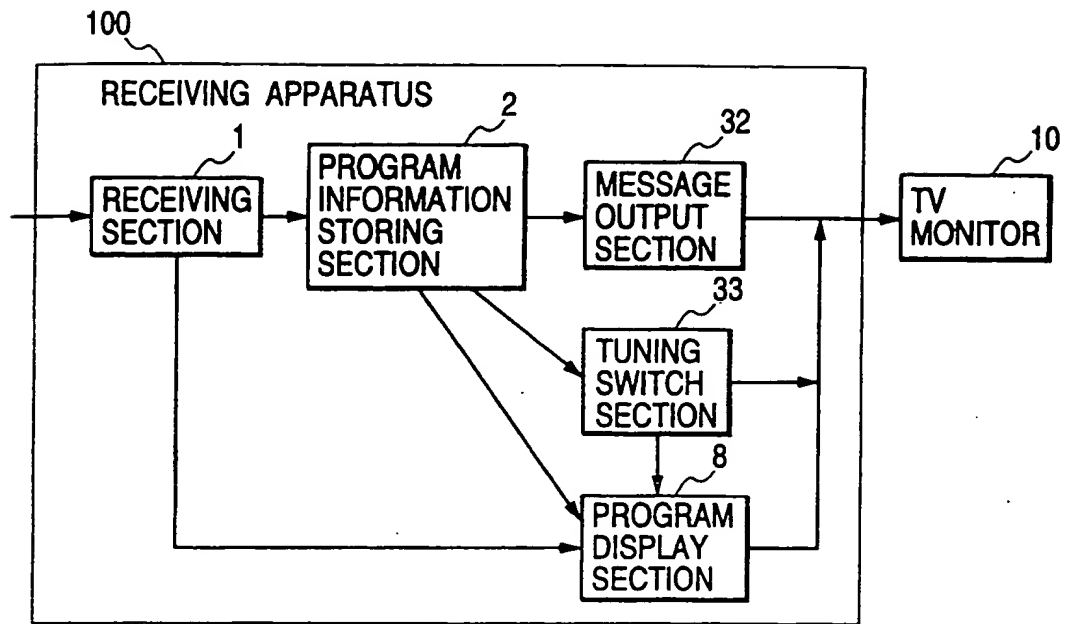 100
RECEIVING APPARATUS
1
RECEIVING
SECTION
2
PROGRAM
INFORMATION
STORING
SECTION
32
MESSAGE
OUTPUT
SECTION
10
TV
MONITOR
33
TUNING
SWITCH
SECTION
8
PROGRAM
DISPLAY
SECTION